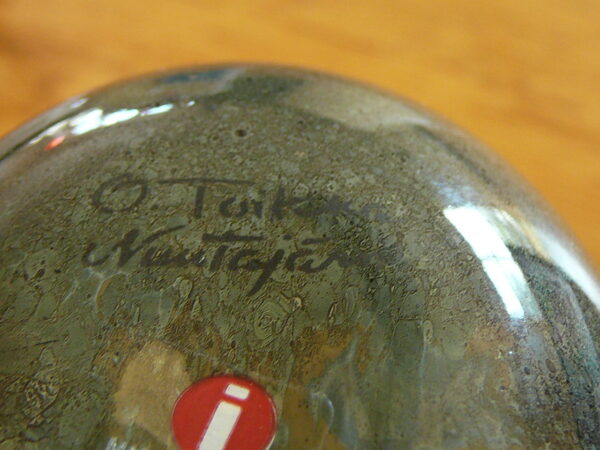 O. Toikka
Nuutajärvi
i